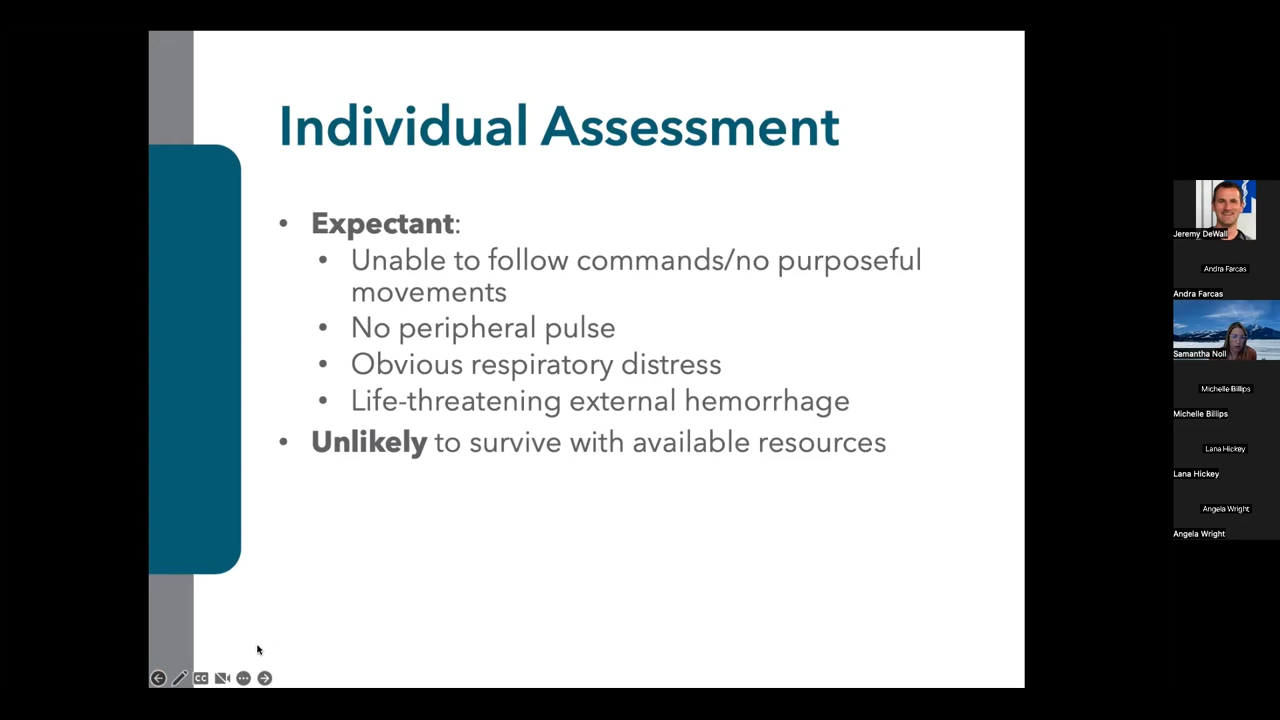 Individual Assessment
• Expectant:
• Unable to follow commands/no purposeful
movements
• No peripheral pulse
• Obvious respiratory distress
• Life-threatening external hemorrhage
• Unlikely to survive with available resources
CC
Jeremy DeWall
Andra Farcas
Andra Farcas
Samantha Noll
Michelle Billips
Michelle Billips
Lana Hickey
Lana Hickey
Angela Wright
Angela Wright